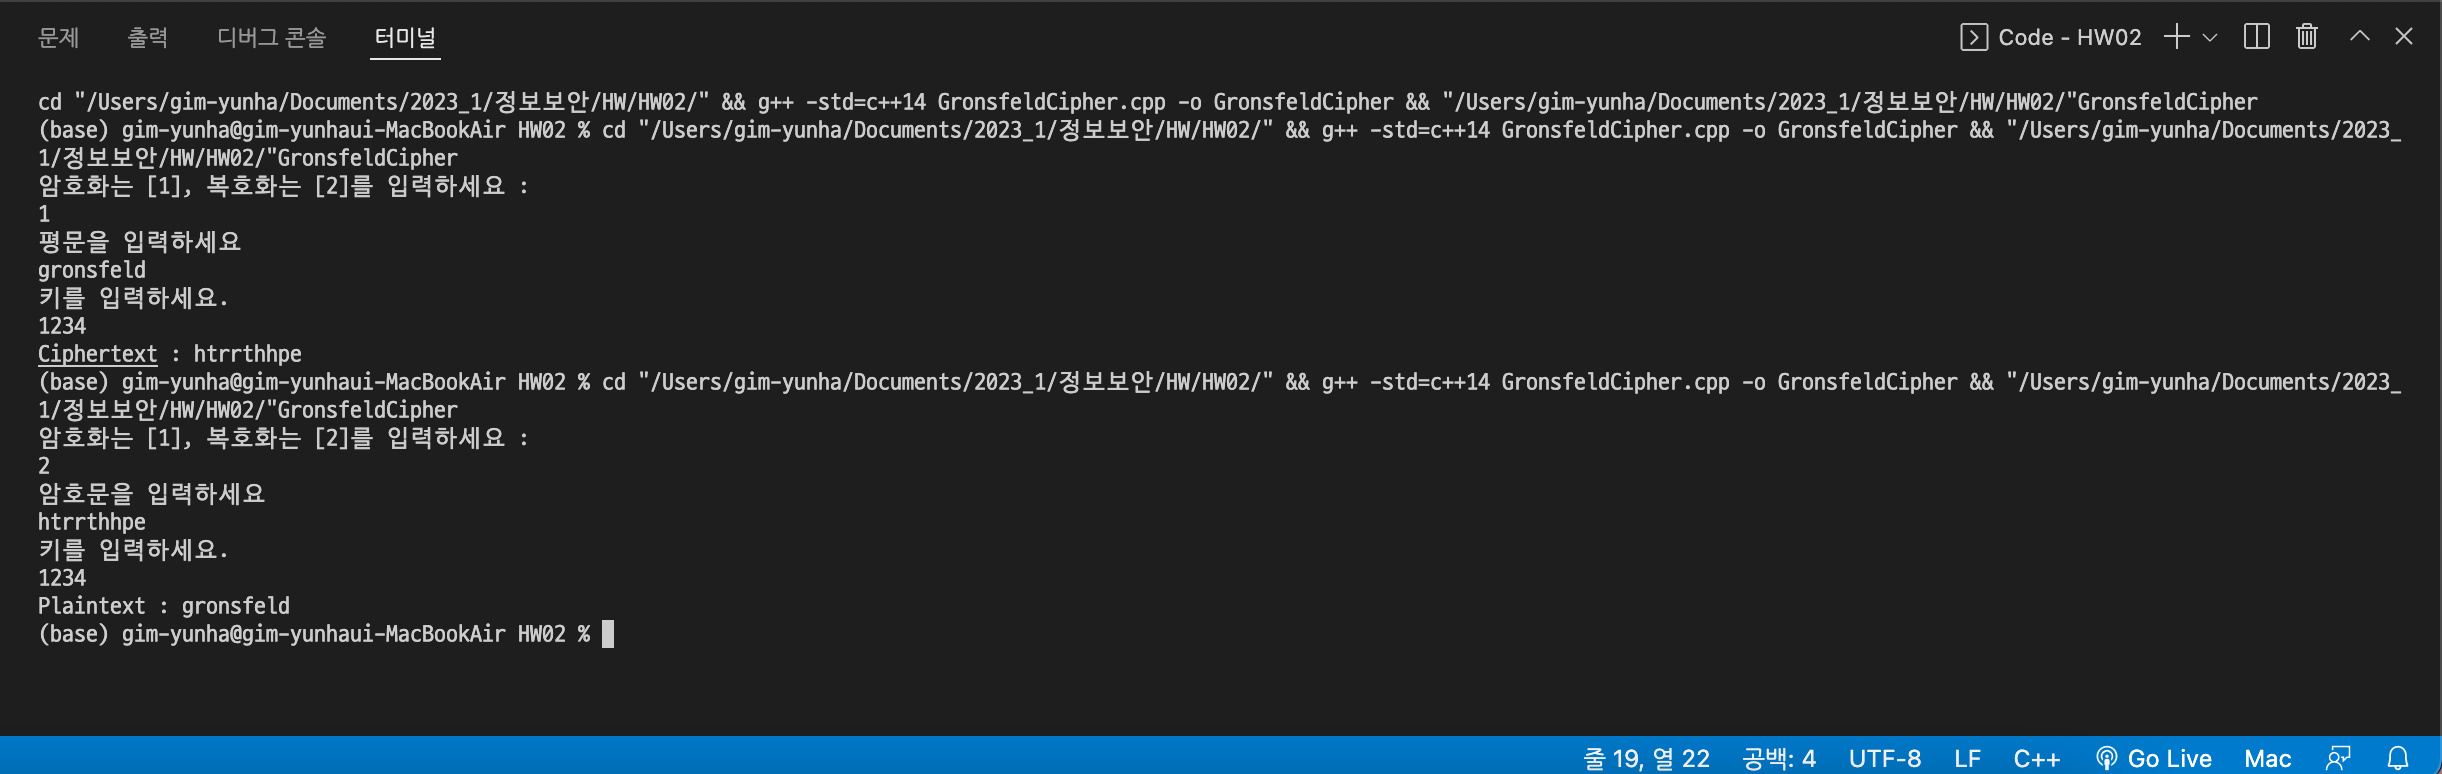 문제 출력 디버그 콘솔 터미널 Code - HW02
cd "/Users/gim-yunha/Documents/2023_1/정보보안/HW/HW02/" && g++ -std=c++14 GronsfeldCipher.cpp -o GronsfeldCipher && "/Users/gim-yunha/Documents/2023_1/정보보안/HW/HW02/"GronsfeldCipher
(base) gim-yunha@gim-yunhaui-MacBookAir HW02 % cd "/Users/gim-yunha/Documents/2023_1/정보보안/HW/HW02/" && g++ -std=c++14 GronsfeldCipher.cpp -o GronsfeldCipher && "/Users/gim-yunha/Documents/2023_
1/정보보안/HW/HW02/"GronsfeldCipher
암호화는 [1], 복호화는 [2]를 입력하세요 :
1
평문을 입력하세요
gronsfeld
키를 입력하세요.
1234
Ciphertext : htrrthhpe
(base) gim-yunha@gim-yunhaui-MacBookAir HW02 % cd "/Users/gim-yunha/Documents/2023_1/정보보안/HW/HW02/" && g++ -std=c++14 GronsfeldCipher.cpp -o GronsfeldCipher && "/Users/gim-yunha/Documents/2023_
1/정보보안/HW/HW02/"GronsfeldCipher
암호화는 [1], 복호화는 [2]를 입력하세요 :
2
암호문을 입력하세요
htrrthhpe
키를 입력하세요.
1234
Plaintext : gronsfeld
(base) gim-yunha@gim-yunhaui-MacBookAir HW02 %
줄 19, 열 22 공백: 4 UTF-8 LF C++ Go Live Mac